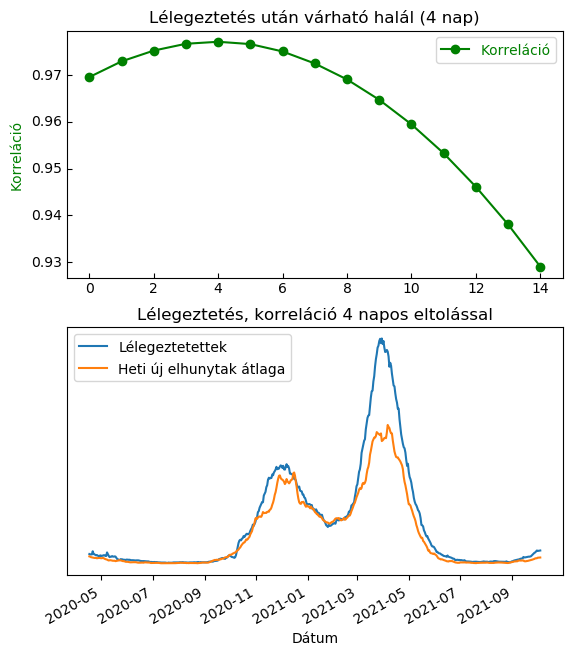 Lélegeztetés után várható halál (4 nap)
Korreláció
Korreláció
0.97
0.96
0.95
0.94
0.93
0 2 4 6 8 10 12 14
Lélegeztetés, korreláció 4 napos eltolással
Lélegeztetettek
Heti új elhunytak átlaga
2020-05 2020-07 2020-09 2020-11 2021-01 2021-03 2021-05 2021-07 2021-09
Dátum